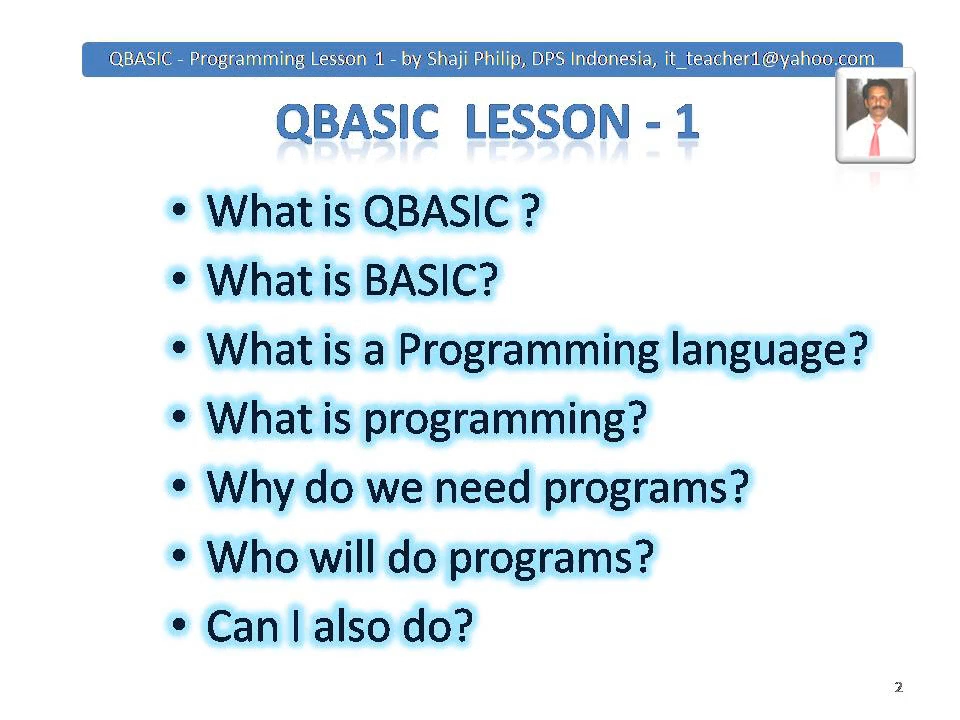 QBASIC - Programming Lesson 1 - by Shaji Philip, DPS Indonesia, it_teacher1@yahoo.com
QBASIC LESSON - 1
• What is QBASIC ?
• What is BASIC?
• What is a Programming language?
• What is programming?
• Why do we need programs?
• Who will do programs?
• Can I also do?
2